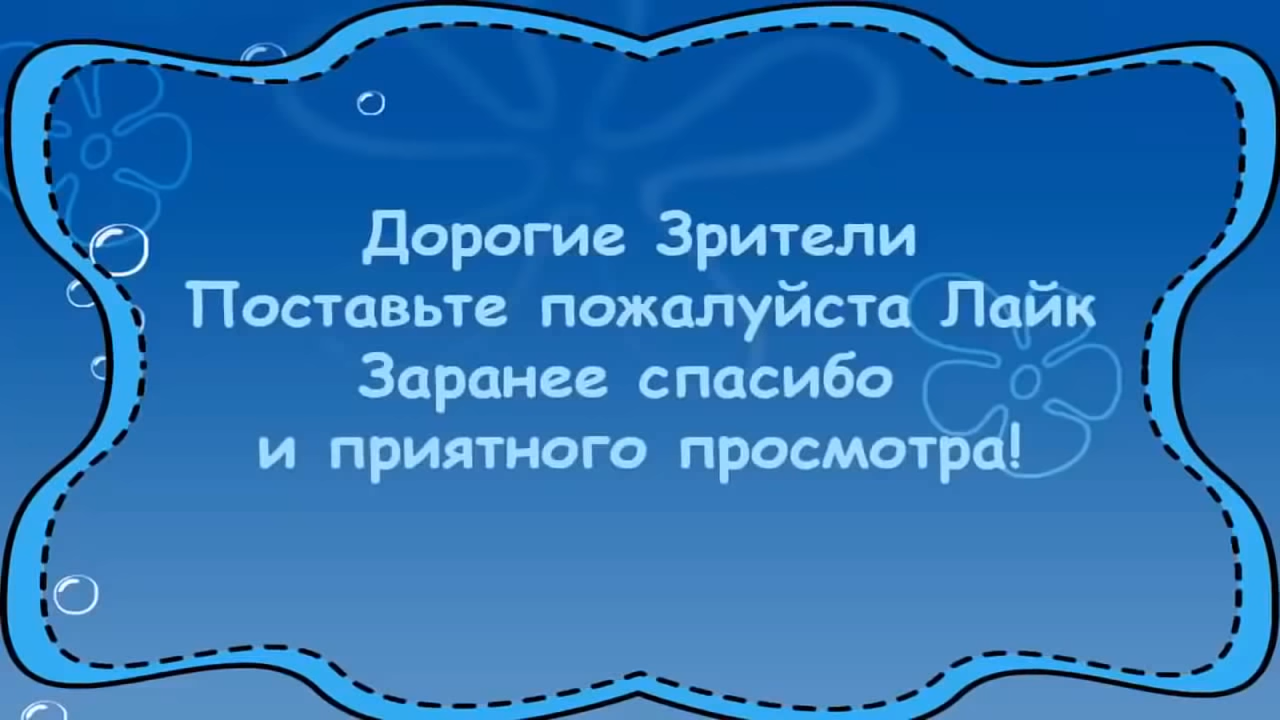 Дорогие Зрители
Поставьте пожалуйста Лайк
Заранее спасибо
и приятного просмотра!